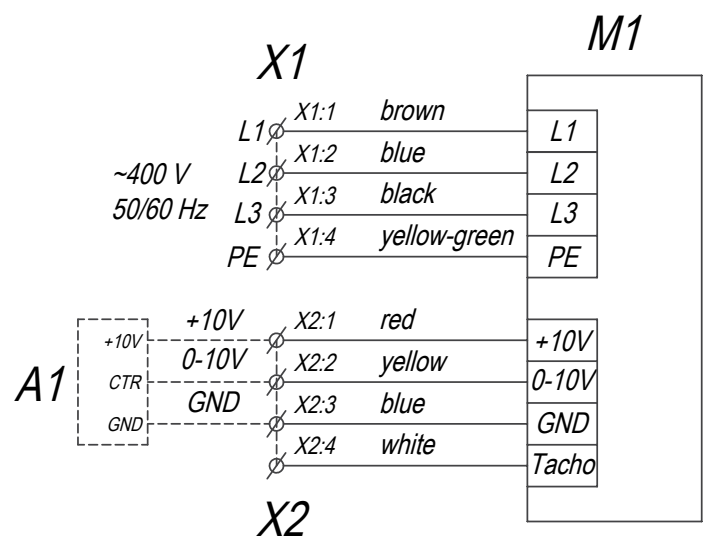 M1
X1
L1 X1:1 brown L1
L2 X1:2 blue L2
~400 V
50/60 Hz
L3 X1:3 black L3
PE X1:4 yellow-green PE
A1
+10V +10V X2:1 red +10V
CTR 0-10V X2:2 yellow 0-10V
GND GND X2:3 blue GND
X2:4 white Tacho
X2